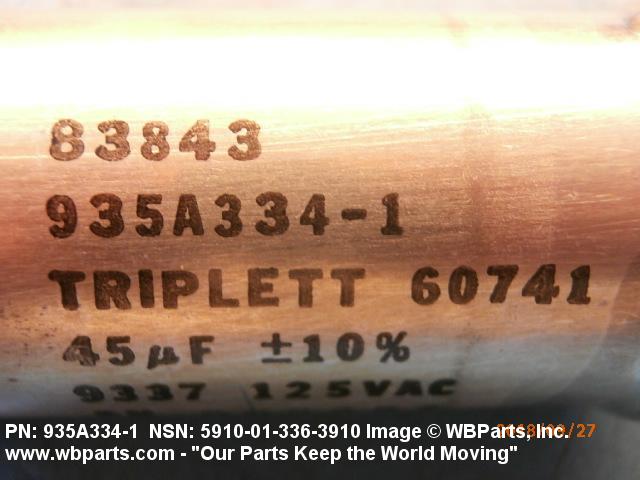 83843
935A334-1
TRIPLETT 60741
45µF ±10%
9337 125VAC
PN: 935A334-1 NSN: 5910-01-336-3910 Image © WBParts, Inc.
www.wbparts.com - "Our Parts Keep the World Moving"